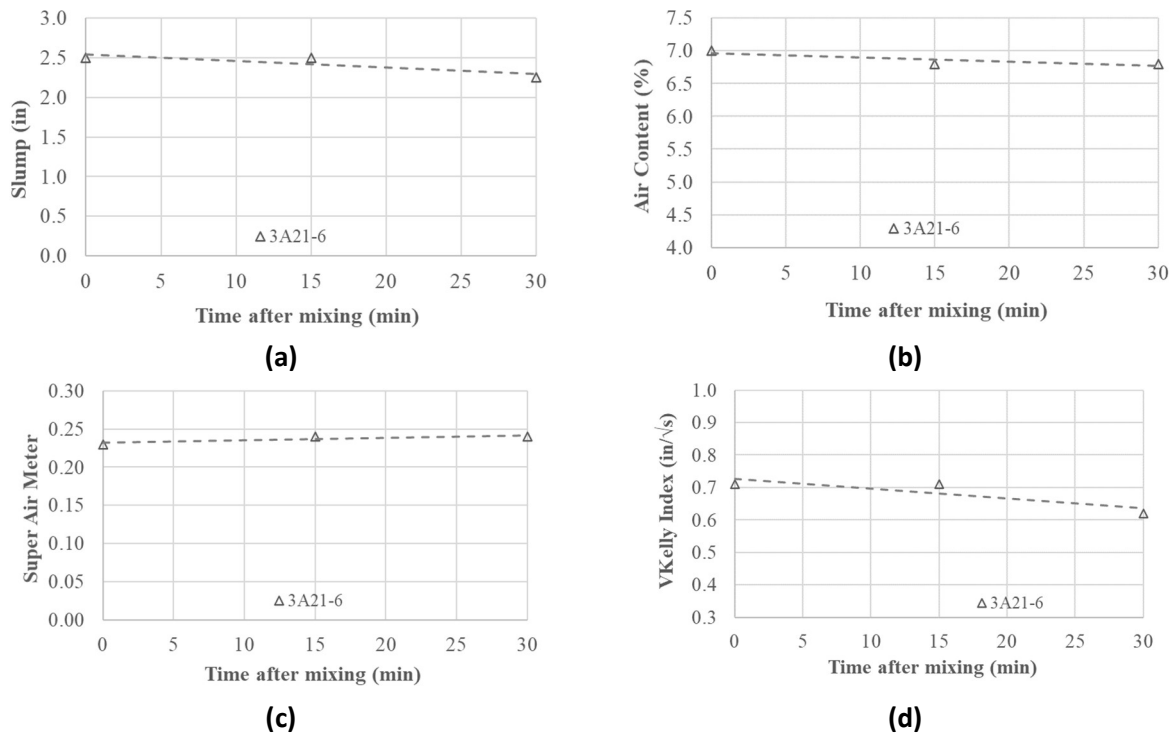 3.0
2.5
2.0
1.5
1.0
0.5
0.0
Slump (in)
3A21-6
0 5 10 15 20 25 30
Time after mixing (min)
(a)
7.5
7.0
6.5
6.0
5.5
5.0
4.5
4.0
Air Content (%)
3A21-6
0 5 10 15 20 25 30
Time after mixing (min)
(b)
0.30
0.25
0.20
0.15
0.10
0.05
0.00
Super Air Meter
3A21-6
0 5 10 15 20 25 30
Time after mixing (min)
(c)
1.0
0.9
0.8
0.7
0.6
0.5
0.4
0.3
VKelly Index (in/√s)
3A21-6
0 5 10 15 20 25 30
Time after mixing (min)
(d)